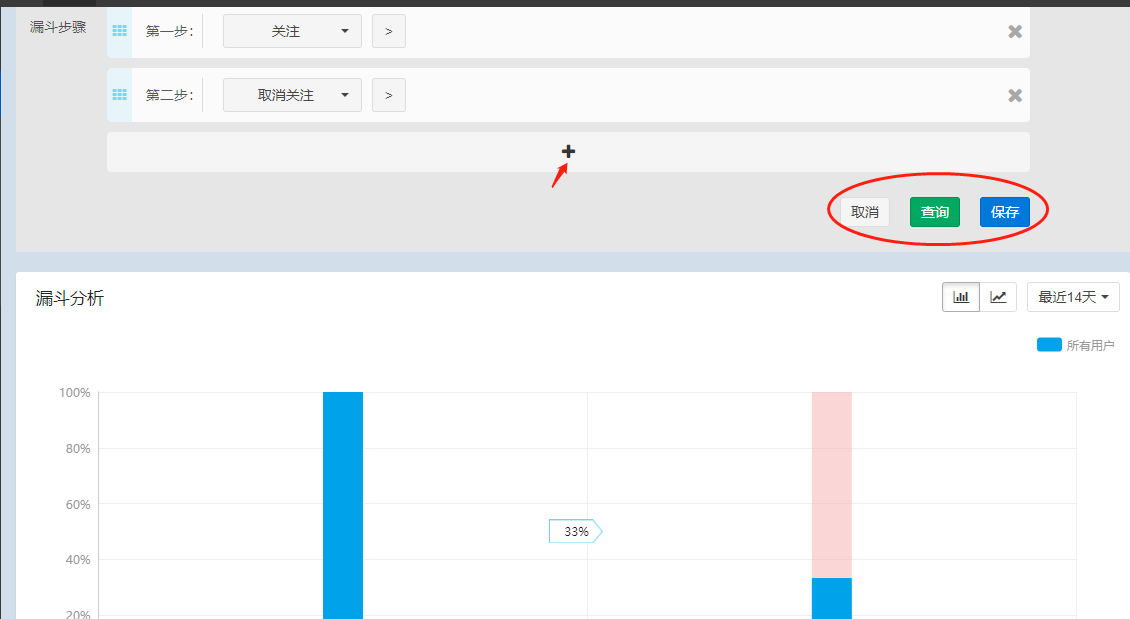 漏斗步骤
第一步: 关注 >
第二步: 取消关注 >
取消 查询 保存
漏斗分析
最近14天
所有用户
100%
80%
60%
33%
40%
20%